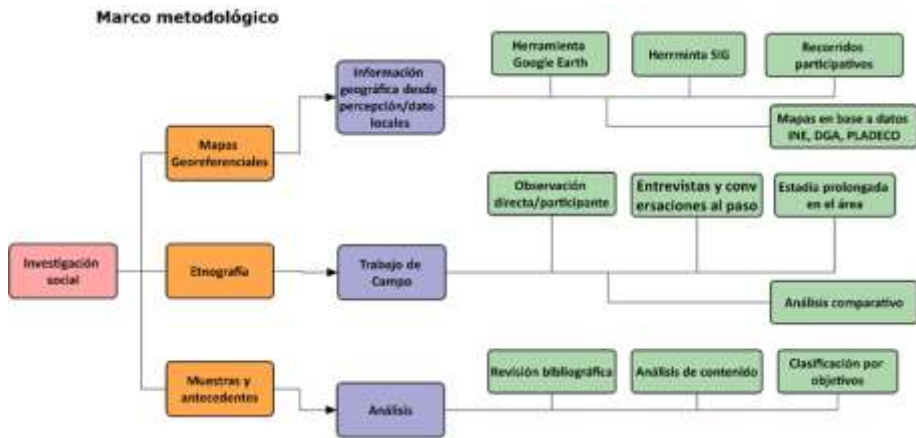 Marco metodológico
Herramienta
Google Earth
Herrminta SIG
Recorridos
participativos
Información
geográfica desde
percepción/dato
locales
Mapas en base a datos
INE, DGA, PLADECO
Mapas
Georeferenciales
Observación
directa/participante
Entrevistas y conv
ersaciones al paso
Estadía prolongada
en el área
Investigación
social
Etnografía
Trabajo de
Campo
Análisis comparativo
Muestras y
antecedentes
Revisión bibliográfica
Análisis de contenido
Clasificación por
objetivos
Análisis